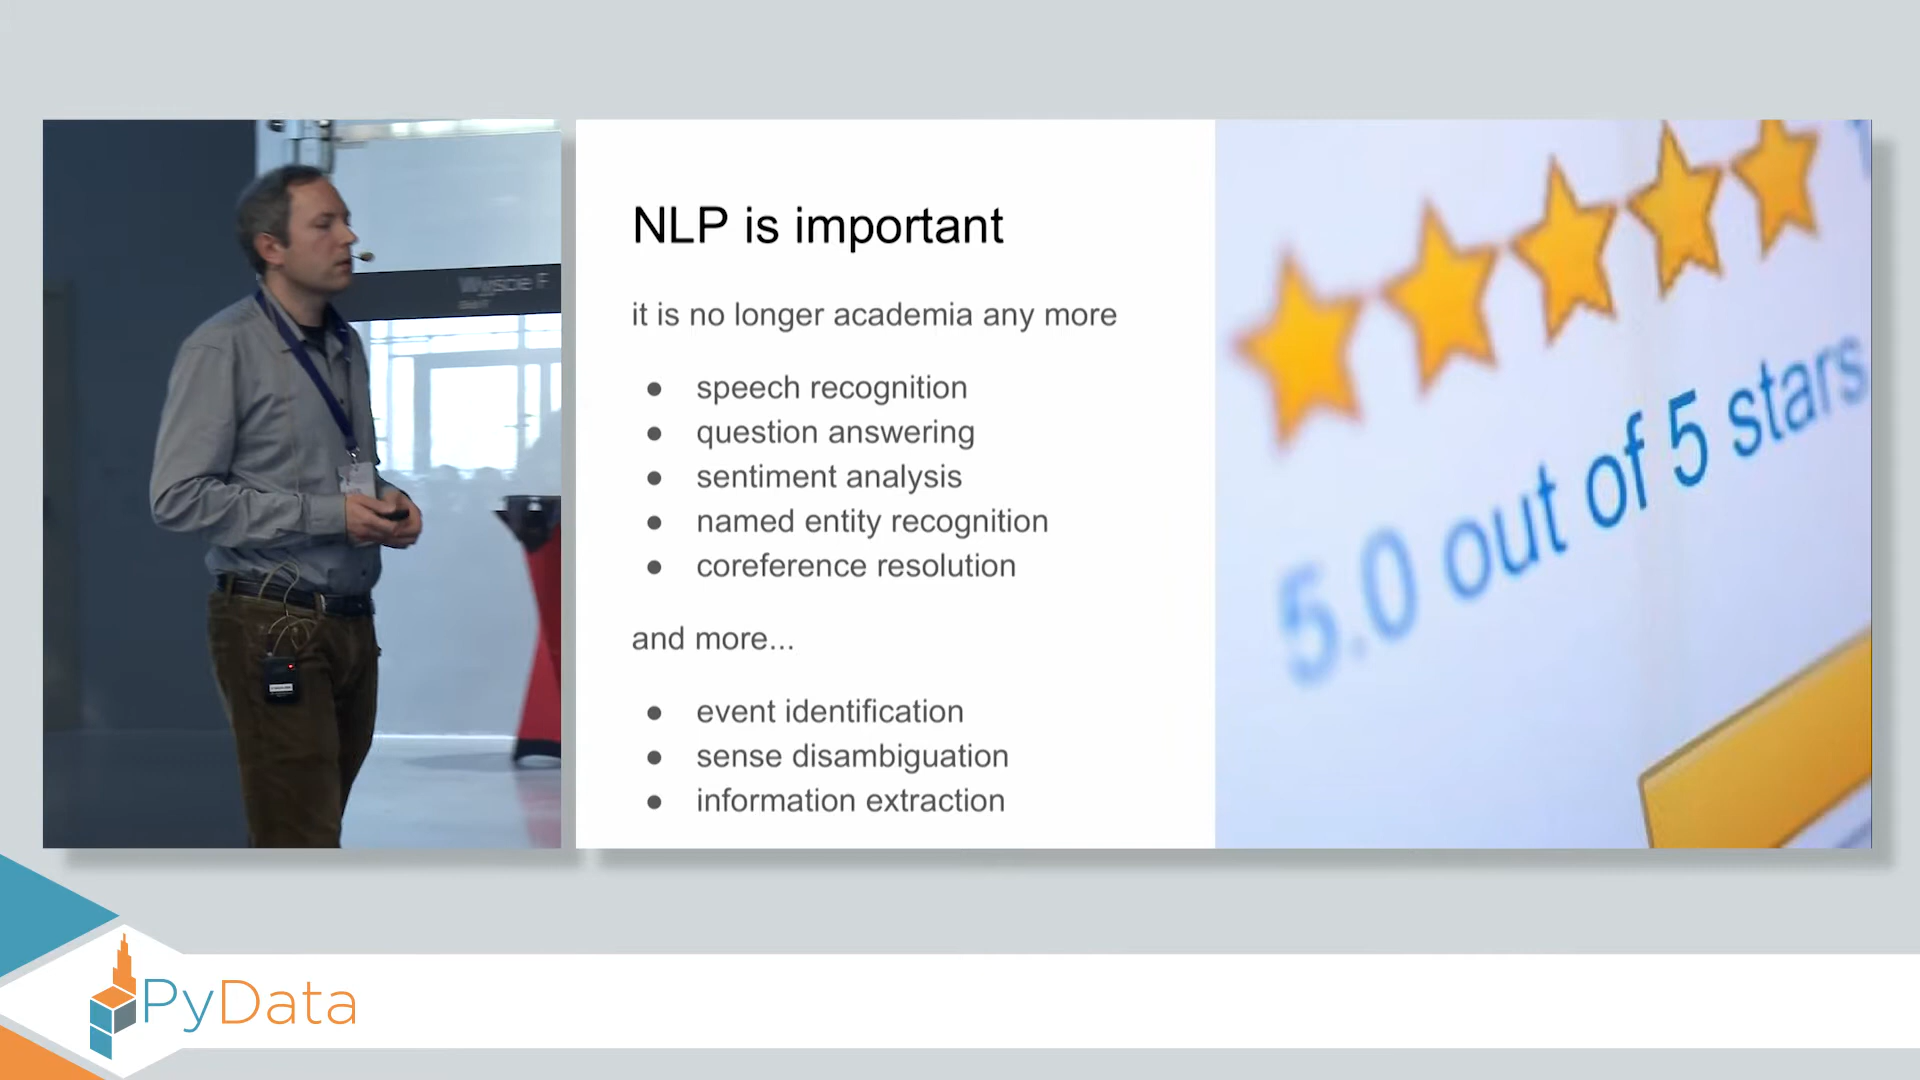 Wyjście F
NLP is important
it is no longer academia any more
● speech recognition
● question answering
● sentiment analysis
● named entity recognition
● coreference resolution
and more...
● event identification
● sense disambiguation
● information extraction
5.0 out of 5 stars
PyData